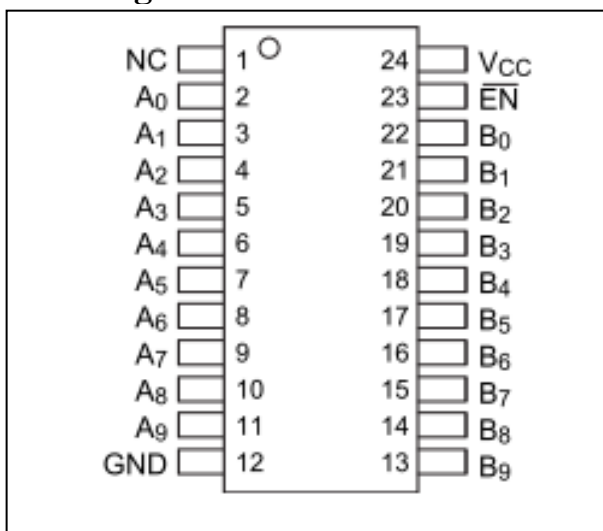 NC 1 24 VCC
A0 2 23 EN
A1 3 22 B0
A2 4 21 B1
A3 5 20 B2
A4 6 19 B3
A5 7 18 B4
A6 8 17 B5
A7 9 16 B6
A8 10 15 B7
A9 11 14 B8
GND 12 13 B9